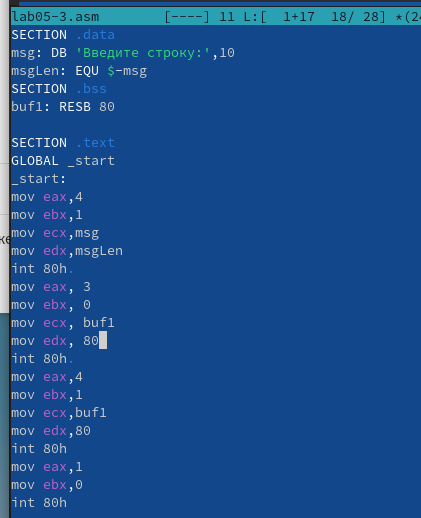 lab05-3.asm [----] 11 L:[ 1+17 18/ 28] *(24
SECTION .data
msg: DB 'Введите строку:',10
msgLen: EQU $-msg
SECTION .bss
buf1: RESB 80
SECTION .text
GLOBAL _start
_start:
mov eax,4
mov ebx,1
mov ecx,msg
mov edx,msgLen
int 80h.
mov eax, 3
mov ebx, 0
mov ecx, buf1
mov edx, 80
int 80h.
mov eax,4
mov ebx,1
mov ecx,buf1
mov edx,80
int 80h
mov eax,1
mov ebx,0
int 80h